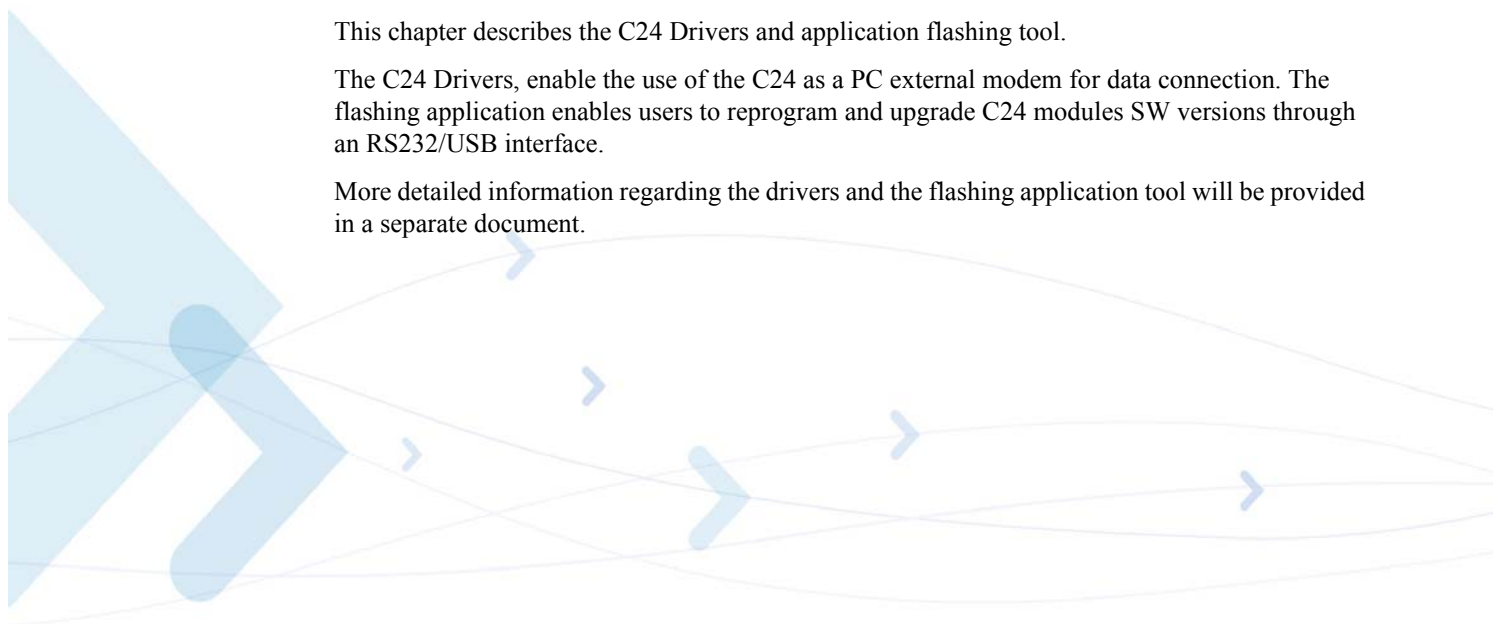 This chapter describes the C24 Drivers and application flashing tool.
The C24 Drivers, enable the use of the C24 as a PC external modem for data connection. The
flashing application enables users to reprogram and upgrade C24 modules SW versions through
an RS232/USB interface.
More detailed information regarding the drivers and the flashing application tool will be provided
in a separate document.